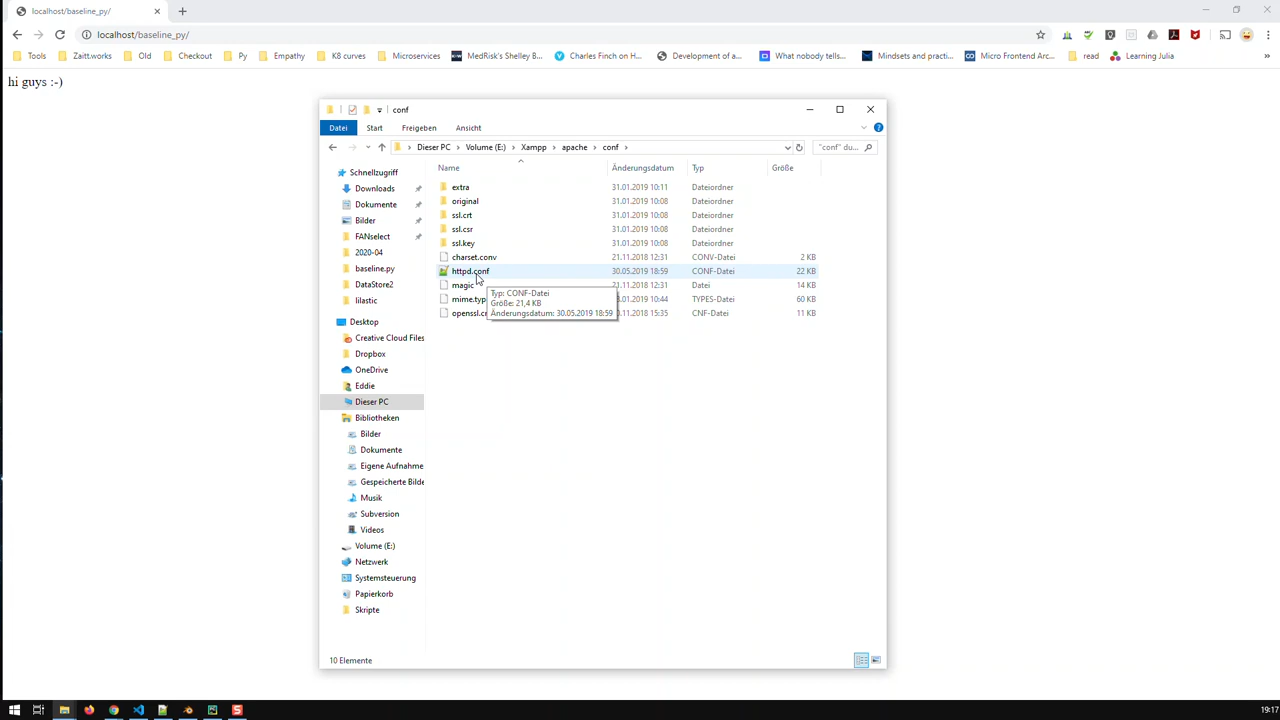 localhost/baseline_py/
localhost/baseline_py/
Tools Zaitt.works Old Checkout Py Empathy K8 curves Microservices MedRisk's Shelley B... Charles Finch on H... Development of a... What nobody tells... Mindsets and practi... Micro Frontend Arc... read Learning Julia »
hi guys :-)
conf
Datei Start Freigeben Ansicht
Dieser PC > Volume (E:) > Xampp > apache > conf >
"conf" du...
Name Änderungsdatum Typ Größe
Schnellzugriff
Downloads
Dokumente
Bilder
FANselect
2020-04
baseline.py
DataStore2
lilastic
Desktop
Creative Cloud Files
Dropbox
OneDrive
Eddie
Dieser PC
Bibliotheken
Bilder
Dokumente
Eigene Aufnahme
Gespeicherte Bilde
Musik
Subversion
Videos
Volume (E:)
Netzwerk
Systemsteuerung
Papierkorb
Skripte
extra 31.01.2019 10:11 Dateiordner
original 31.01.2019 10:08 Dateiordner
ssl.crt 31.01.2019 10:08 Dateiordner
ssl.csr 31.01.2019 10:08 Dateiordner
ssl.key 31.01.2019 10:08 Dateiordner
charset.conv 21.11.2018 12:31 CONV-Datei 2 KB
httpd.conf 30.05.2019 18:59 CONF-Datei 22 KB
magic 21.11.2018 12:31 Datei 14 KB
mime.typ 10:44 TYPES-Datei 60 KB
openssl.cn 15:35 CNF-Datei 11 KB
Typ: CONF-Datei
Größe: 21,4 KB
Änderungsdatum: 30.05.2019 18:59
10 Elemente
19:17